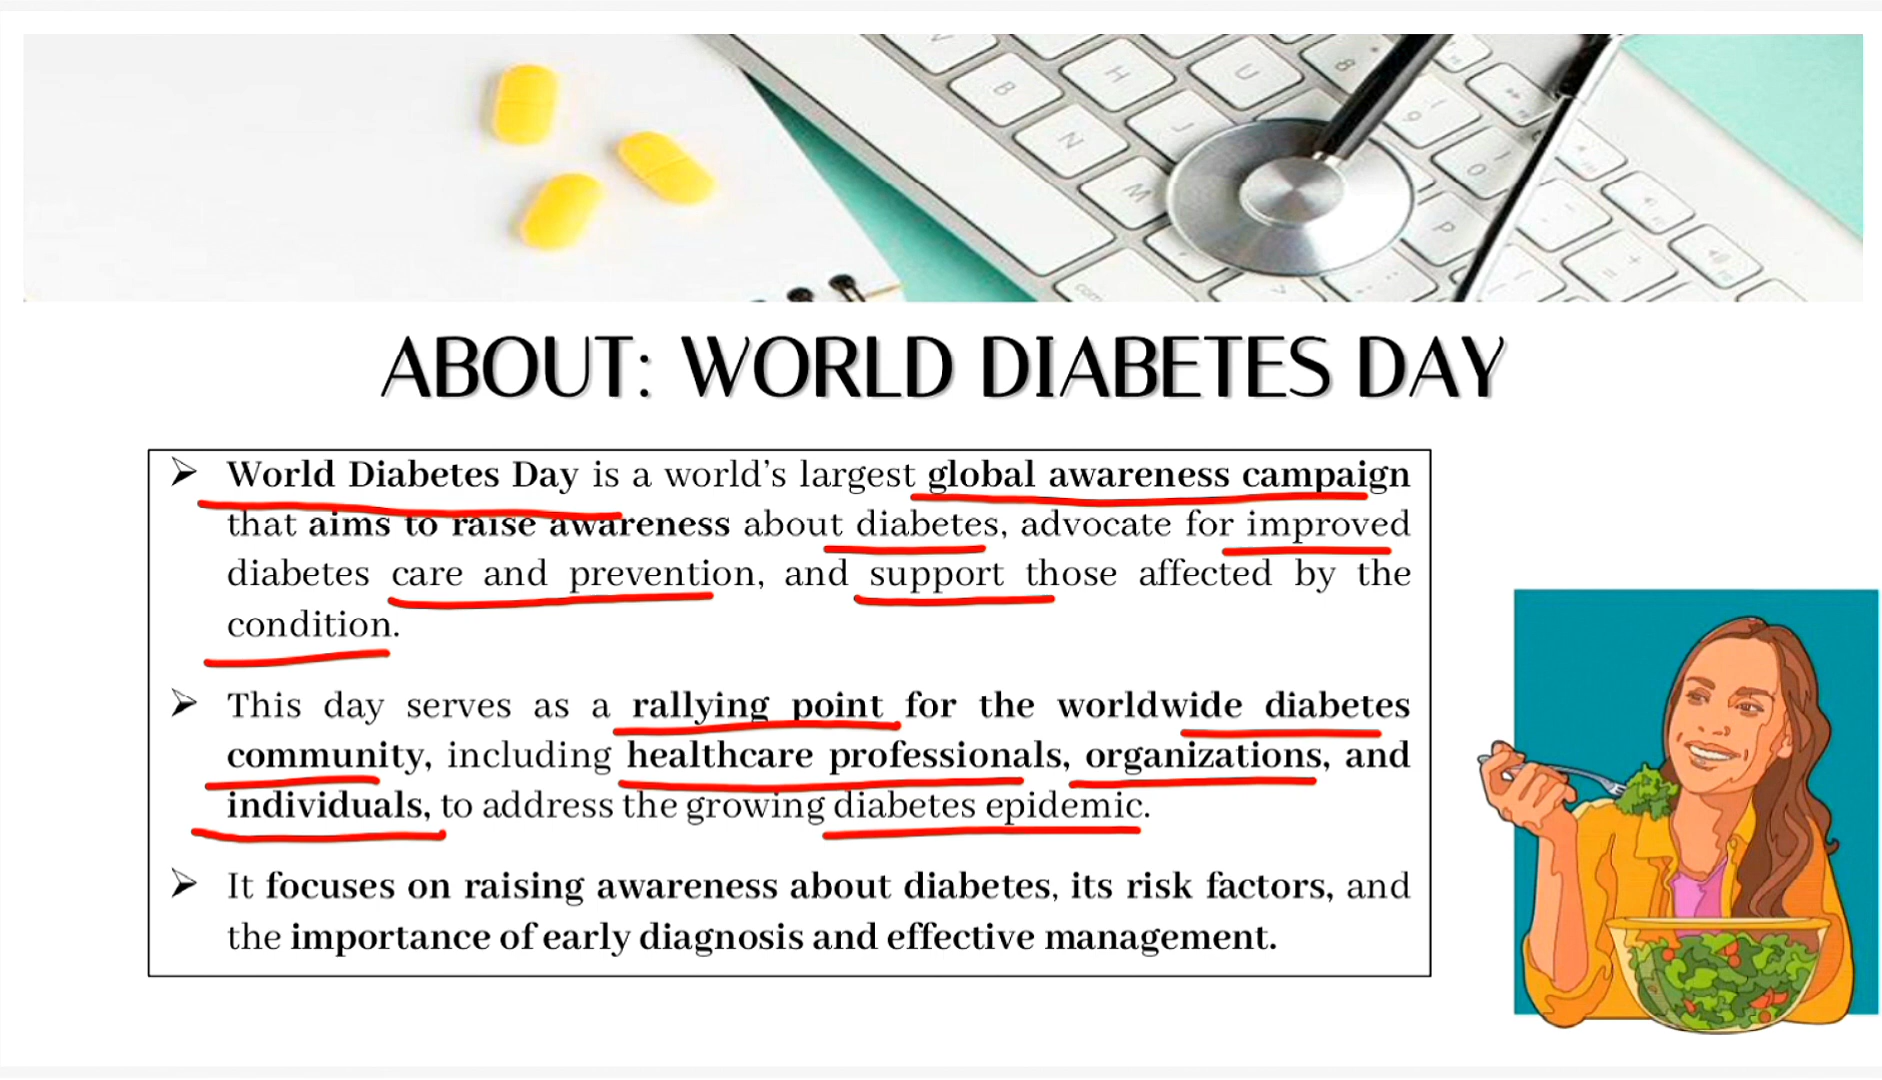 ABOUT: WORLD DIABETES DAY
➢ World Diabetes Day is a world’s largest global awareness campaign
that aims to raise awareness about diabetes, advocate for improved
diabetes care and prevention, and support those affected by the
condition.
➢ This day serves as a rallying point for the worldwide diabetes
community, including healthcare professionals, organizations, and
individuals, to address the growing diabetes epidemic.
➢ It focuses on raising awareness about diabetes, its risk factors, and
the importance of early diagnosis and effective management.